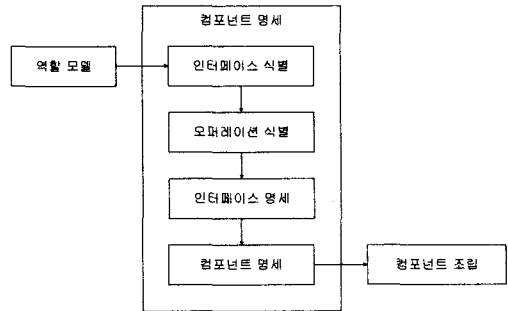 컴포넌트 명세
역할 모델
인터페이스 식별
오퍼레이션 식별
인터페이스 명세
컴포넌트 명세
컴포넌트 조립